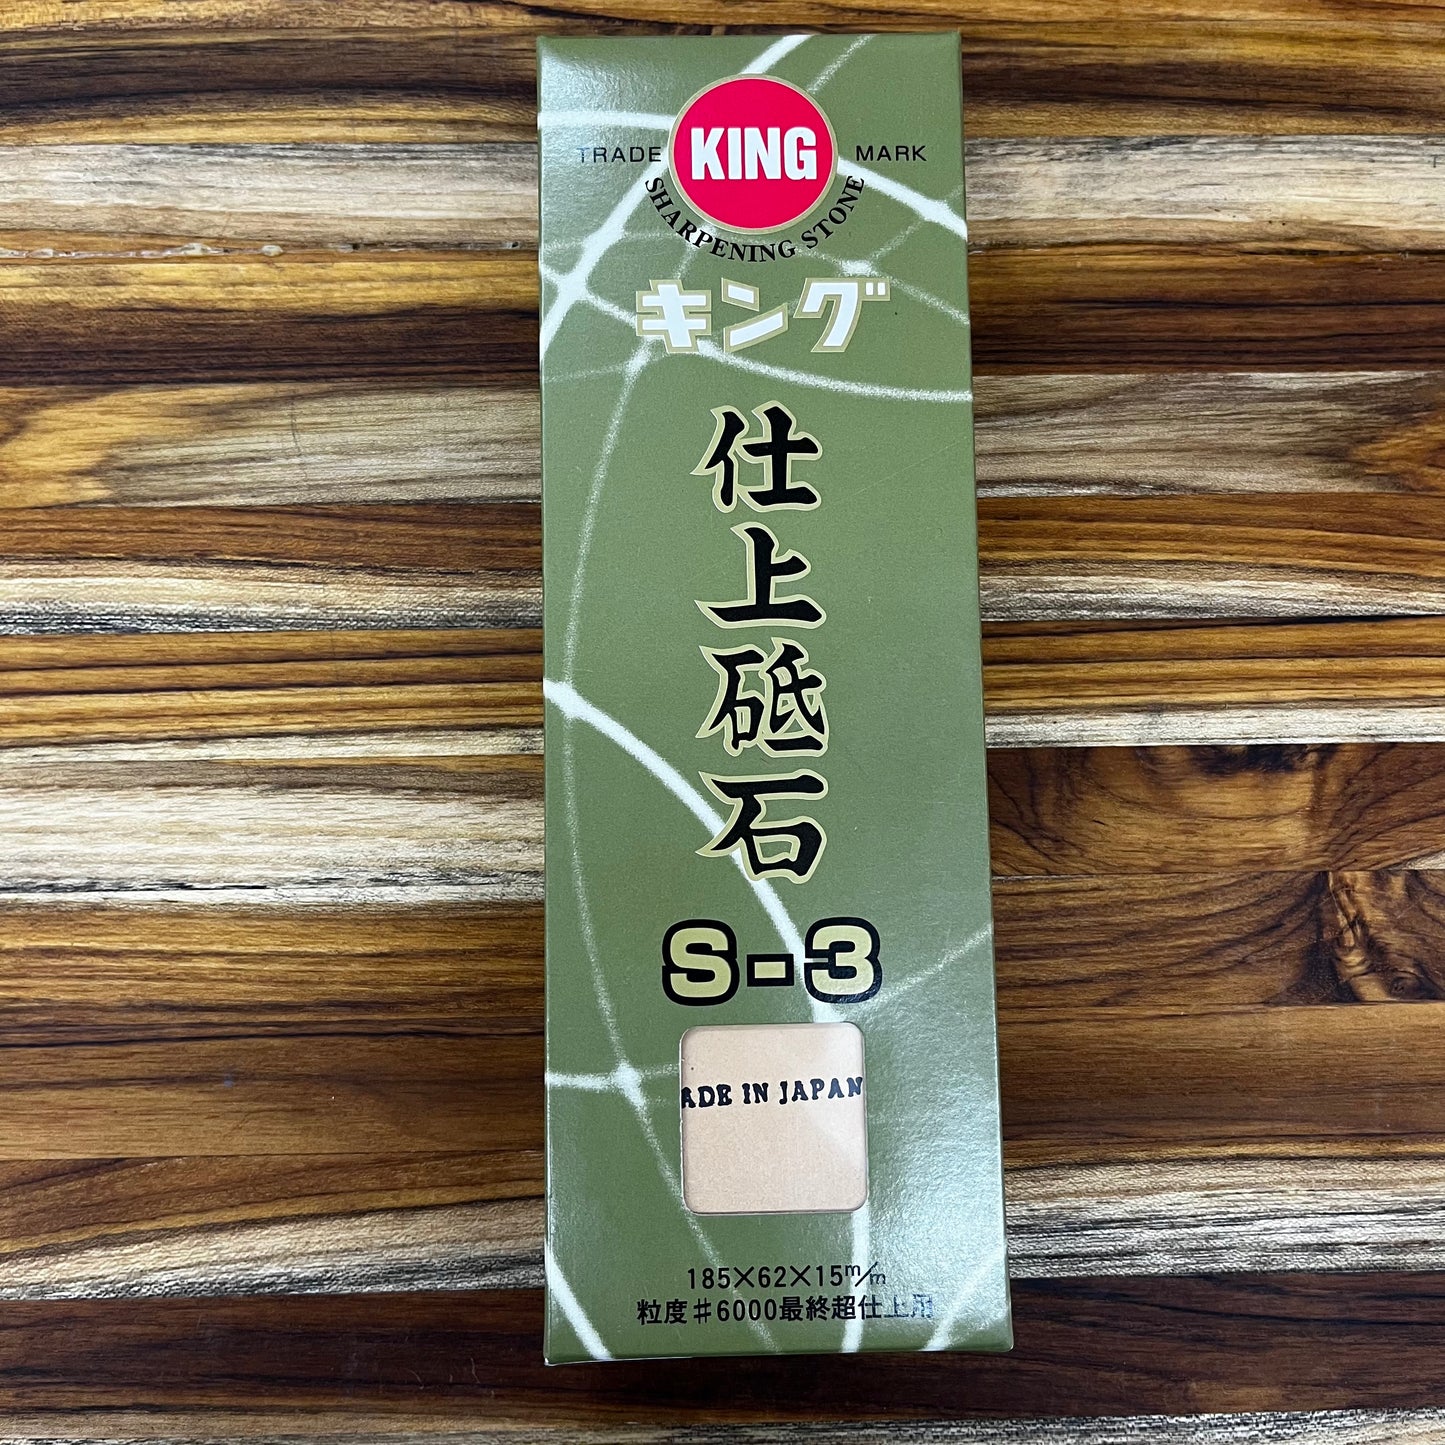 TRADE KING MARK
SHARPENING STONE
キング
仕上砥石
S-3
ADE IN JAPAN
185×62×15m/m
粒度♯6000最終超仕上用